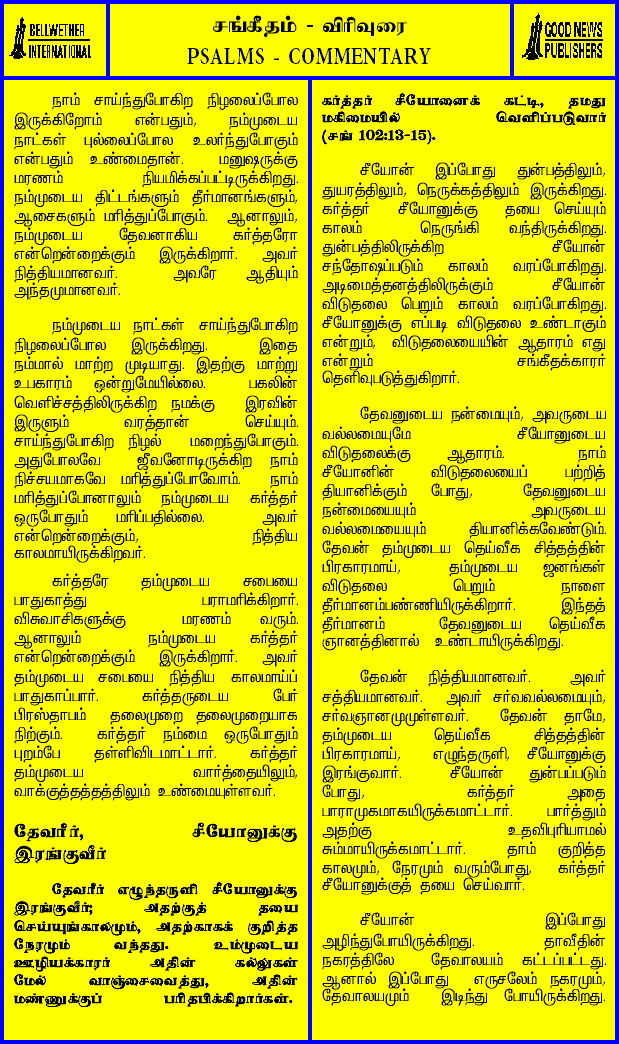 BELLWETHER
INTERNATIONAL
சங்கீதம் - விரிவுரை
PSALMS - COMMENTARY
GOOD NEWS
PUBLISHERS
நாம் சாய்ந்துபோகிற நிழலைப்போல
இருக்கிறோம் என்பதும், நம்முடைய
நாட்கள் புல்லைப்போல உலர்ந்துபோகும்
என்பதும் உண்மைதான். மனுஷருக்கு
மரணம் நியமிக்கப்பட்டிருக்கிறது.
நம்முடைய திட்டங்களும் தீர்மானங்களும்,
ஆசைகளும் மரித்துப்போகும். ஆனாலும்,
நம்முடைய தேவனாகிய கர்த்தரோ
என்றென்றைக்கும் இருக்கிறார். அவர்
நித்தியமானவர். அவரே ஆதியும்
அந்தமுமானவர்.
நம்முடைய நாட்கள் சாய்ந்துபோகிற
நிழலைப்போல இருக்கிறது. இதை
நம்மால் மாற்ற முடியாது. இதற்கு மாற்று
உபகாரம் ஒன்றுமேயில்லை. பகலின்
வெளிச்சத்திலிருக்கிற நமக்கு இரவின்
இருளும் வரத்தான் செய்யும்.
சாய்ந்துபோகிற நிழல் மறைந்துபோகும்.
அதுபோலவே ஜீவனோடிருக்கிற நாம்
நிச்சயமாகவே மரித்துப்போவோம். நாம்
மரித்துப்போனாலும் நம்முடைய கர்த்தர்
ஒருபோதும் மரிப்பதில்லை. அவர்
என்றென்றைக்கும், நித்திய
காலமாயிருக்கிறவர்.
கர்த்தரே தம்முடைய சபையை
பாதுகாத்து பராமரிக்கிறார்.
விசுவாசிகளுக்கு மரணம் வரும்.
ஆனாலும் நம்முடைய கர்த்தர்
என்றென்றைக்கும் இருக்கிறார். அவர்
தம்முடைய சபையை நித்திய காலமாய்ப்
பாதுகாப்பார். கர்த்தருடைய பேர்
பிரஸ்தாபம் தலைமுறை தலைமுறையாக
நிற்கும். கர்த்தர் நம்மை ஒருபோதும்
புறம்பே தள்ளிவிடமாட்டார். கர்த்தர்
தம்முடைய வார்த்தையிலும்,
வாக்குத்தத்தத்திலும் உண்மையுள்ளவர்.
தேவரீர், சீயோனுக்கு
இரங்குவீர்
தேவரீர் எழுந்தருளி சீயோனுக்கு
இரங்குவீர்; அதற்குத் தயை
செய்யுங்காலமும், அதற்காகக் குறித்த
நேரமும் வந்தது. உம்முடைய
ஊழியக்காரர் அதின் கல்லுகள்
மேல் வாஞ்சைவைத்து, அதின்
மண்ணுக்குப் பரிதபிக்கிறார்கள்.
கர்த்தர் சீயோனைக் கட்டி, தமது
மகிமையில் வெளிப்படுவார்
(சங் 102:13-15).
சீயோன் இப்போது துன்பத்திலும்,
துயரத்திலும், நெருக்கத்திலும் இருக்கிறது.
கர்த்தர் சீயோனுக்கு தயை செய்யும்
காலம் நெருங்கி வந்திருக்கிறது.
துன்பத்திலிருக்கிற சீயோன்
சந்தோஷப்படும் காலம் வரப்போகிறது.
அடிமைத்தனத்திலிருக்கும் சீயோன்
விடுதலை பெறும் காலம் வரப்போகிறது.
சீயோனுக்கு எப்படி விடுதலை உண்டாகும்
என்றும், விடுதலையையின் ஆதாரம் எது
என்றும் சங்கீதக்காரர்
தெளிவுபடுத்துகிறார்.
தேவனுடைய நன்மையும், அவருடைய
வல்லமையுமே சீயோனுடைய
விடுதலைக்கு ஆதாரம். நாம்
சீயோனின் விடுதலையைப் பற்றித்
தியானிக்கும் போது, தேவனுடைய
நன்மையையும் அவருடைய
வல்லமையையும் தியானிக்கவேண்டும்.
தேவன் தம்முடைய தெய்வீக சித்தத்தின்
பிரகாரமாய், தம்முடைய ஜனங்கள்
விடுதலை பெறும் நாளை
தீர்மானம்பண்ணியிருக்கிறார். இந்தத்
தீர்மானம் தேவனுடைய தெய்வீக
ஞானத்தினால் உண்டாயிருக்கிறது.
தேவன் நித்தியமானவர். அவர்
சத்தியமானவர். அவர் சர்வவல்லமையும்,
சர்வஞானமுமுள்ளவர். தேவன் தாமே,
தம்முடைய தெய்வீக சித்தத்தின்
பிரகாரமாய், எழுந்தருளி, சீயோனுக்கு
இரங்குவார். சீயோன் துன்பப்படும்
போது, கர்த்தர் அதை
பாராமுகமாகயிருக்கமாட்டார். பார்த்தும்
அதற்கு உதவிபுரியாமல்
சும்மாயிருக்கமாட்டார். தாம் குறித்த
காலமும், நேரமும் வரும்போது, கர்த்தர்
சீயோனுக்குத் தயை செய்வார்.
சீயோன் இப்போது
அழிந்துபோயிருக்கிறது. தாவீதின்
நகரத்திலே தேவாலயம் கட்டப்பட்டது.
ஆனால் இப்போது எருசலேம் நகரமும்,
தேவாலயமும் இடிந்து போயிருக்கிறது.